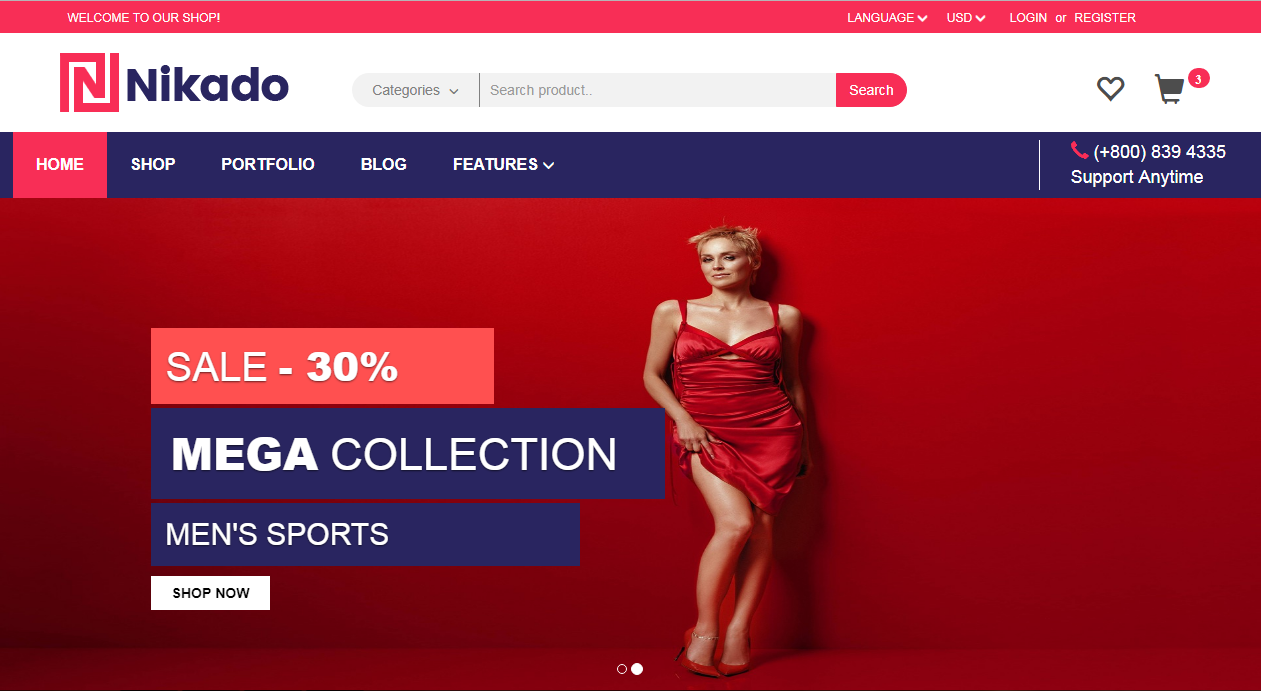 WELCOME TO OUR SHOP!
LANGUAGE USD LOGIN or REGISTER
Nikado
Categories
Search product..
Search
3
HOME SHOP PORTFOLIO BLOG FEATURES
(+800) 839 4335
Support Anytime
SALE - 30%
MEGA COLLECTION
MEN'S SPORTS
SHOP NOW